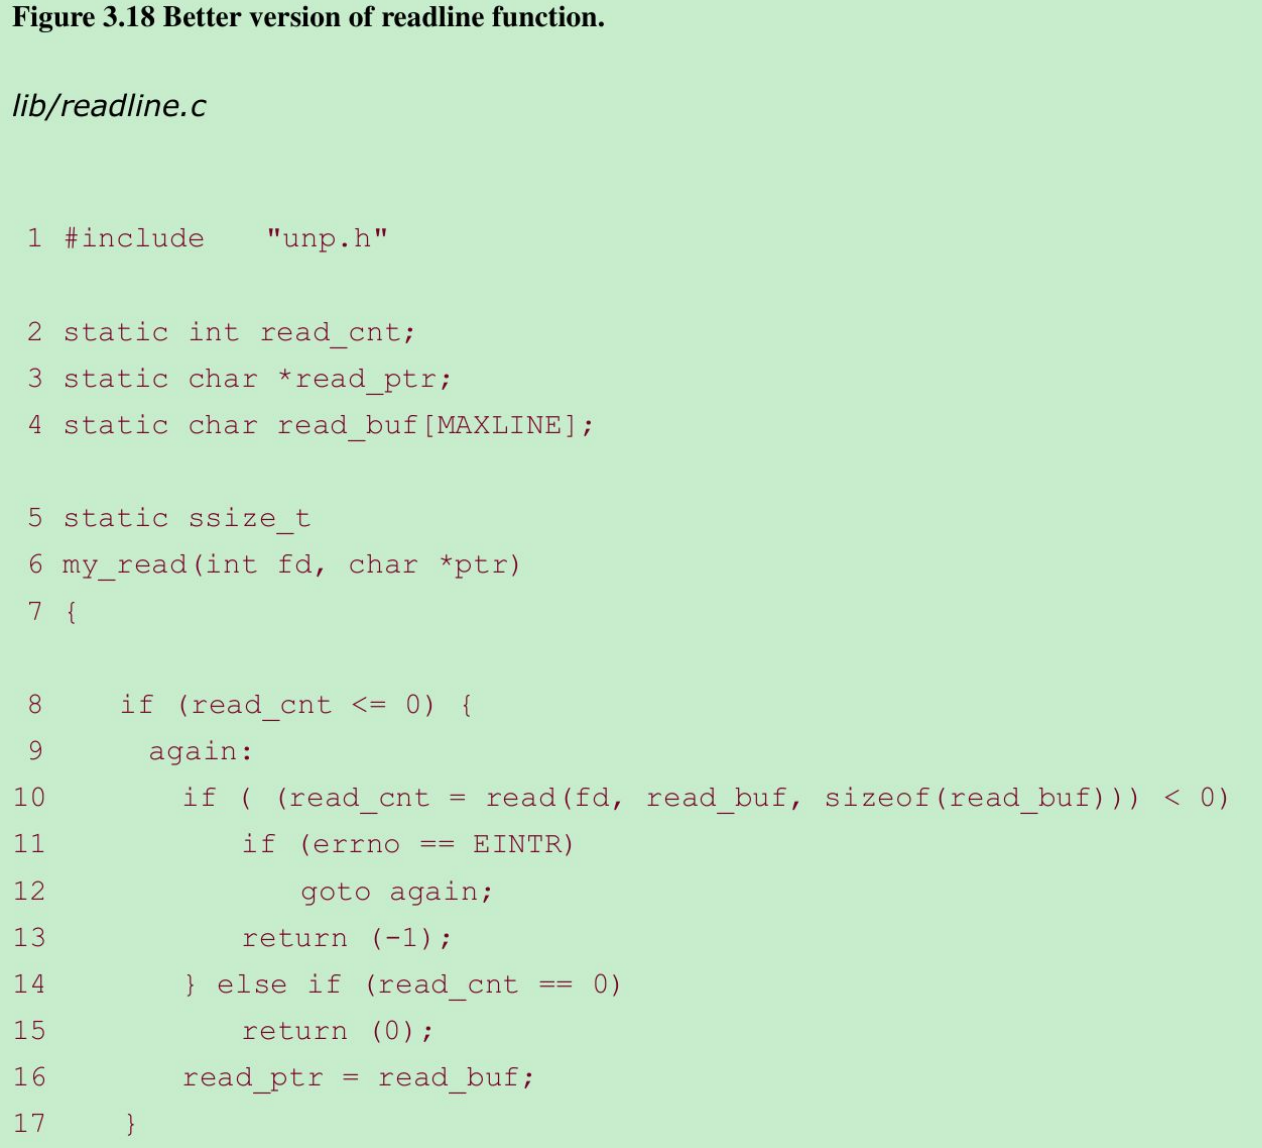 Figure 3.18 Better version of readline function.
lib/readline.c
1 #include "unp.h"
2 static int read_cnt;
3 static char *read_ptr;
4 static char read_buf[MAXLINE];
5 static ssize_t
6 my_read(int fd, char *ptr)
7 {
8 if (read_cnt <= 0) {
9 again:
10 if ( (read_cnt = read(fd, read_buf, sizeof(read_buf))) < 0)
11 if (errno == EINTR)
12 goto again;
13 return (-1);
14 } else if (read_cnt == 0)
15 return (0);
16 read_ptr = read_buf;
17 }